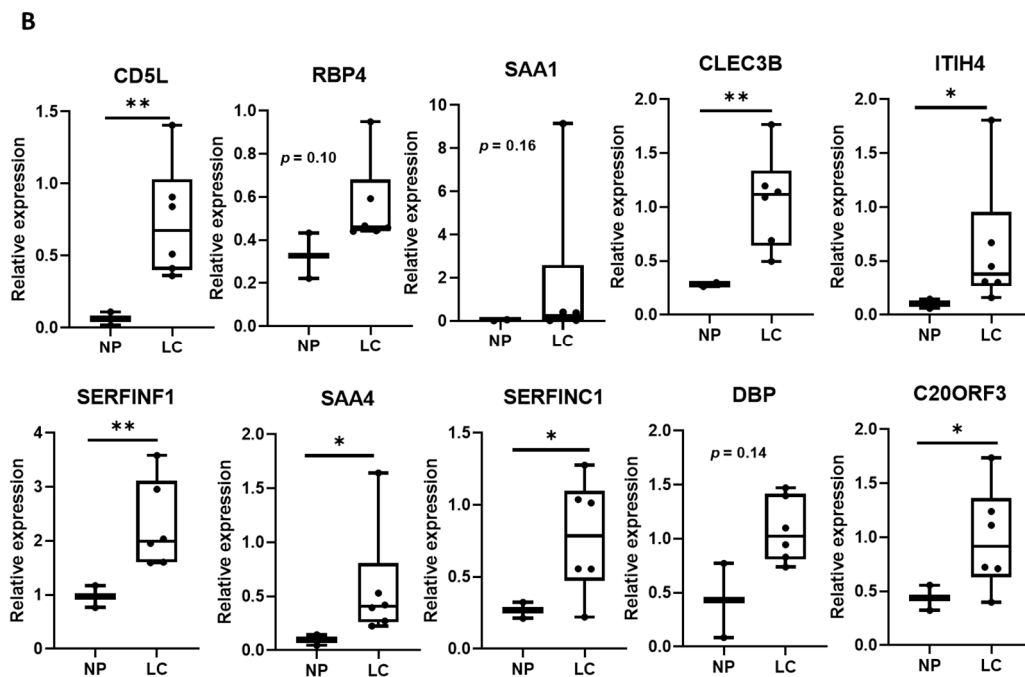 B
CD5L
RBP4
SAA1
CLEC3B
ITIH4
Relative expression
1.5
1.0
0.5
0.0
**
NP
LC
Relative expression
1.0
0.8
0.6
0.4
0.2
0.0
p = 0.10
NP
LC
Relative expression
10
8
6
4
2
0
p = 0.16
NP
LC
Relative expression
2.0
1.5
1.0
0.5
0.0
**
NP
LC
Relative expression
2.0
1.5
1.0
0.5
0.0
*
NP
LC
SERFINF1
SAA4
SERFINC1
DBP
C20ORF3
Relative expression
4
3
2
1
0
**
NP
LC
Relative expression
2.0
1.5
1.0
0.5
0.0
*
NP
LC
Relative expression
1.5
1.0
0.5
0.0
*
NP
LC
Relative expression
2.0
1.5
1.0
0.5
0.0
p = 0.14
NP
LC
Relative expression
2.0
1.5
1.0
0.5
0.0
*
NP
LC